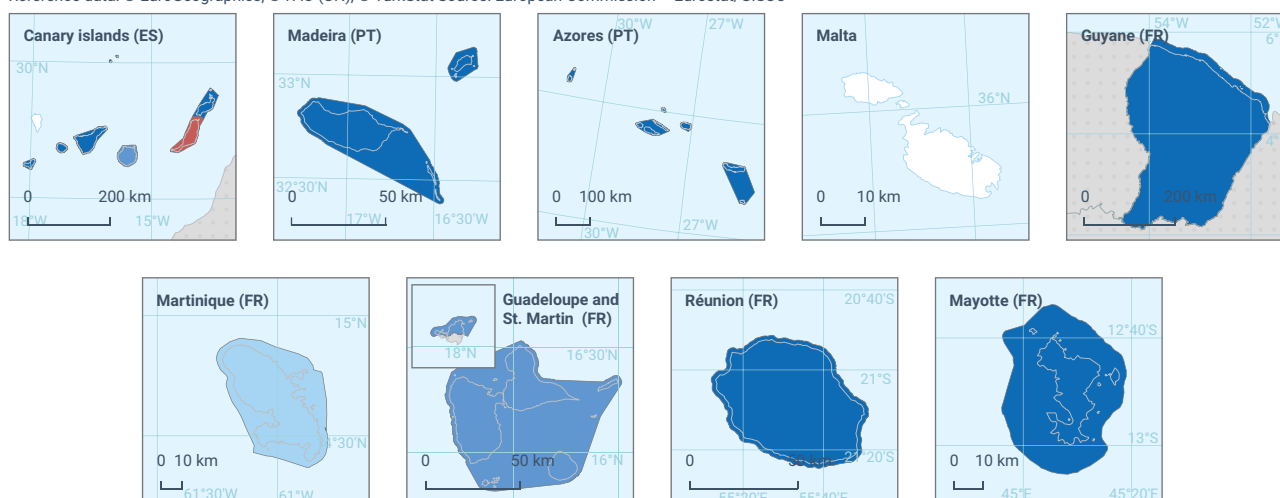 Canary islands (ES)
30°N
0 200 km
18°W 15°W
Madeira (PT)
33°N
32°30'N
0 50 km
17°W 16°30'W
Azores (PT)
30°W 27°W
0 100 km
30°W 27°W
Malta
36°N
0 10 km
Guyane (FR)
54°W 52°W
6°
4°
0 200 km
Martinique (FR)
15°N
0 10 km
61°30'W 61°W
Guadeloupe and
St. Martin (FR)
18°N
16°30'N
0 50 km
16°N
Réunion (FR)
20°40'S
21°S
0 50 km
21°20'S
55°20'E 55°40'E
Mayotte (FR)
12°40'S
13°S
0 10 km
45°E 45°20'E